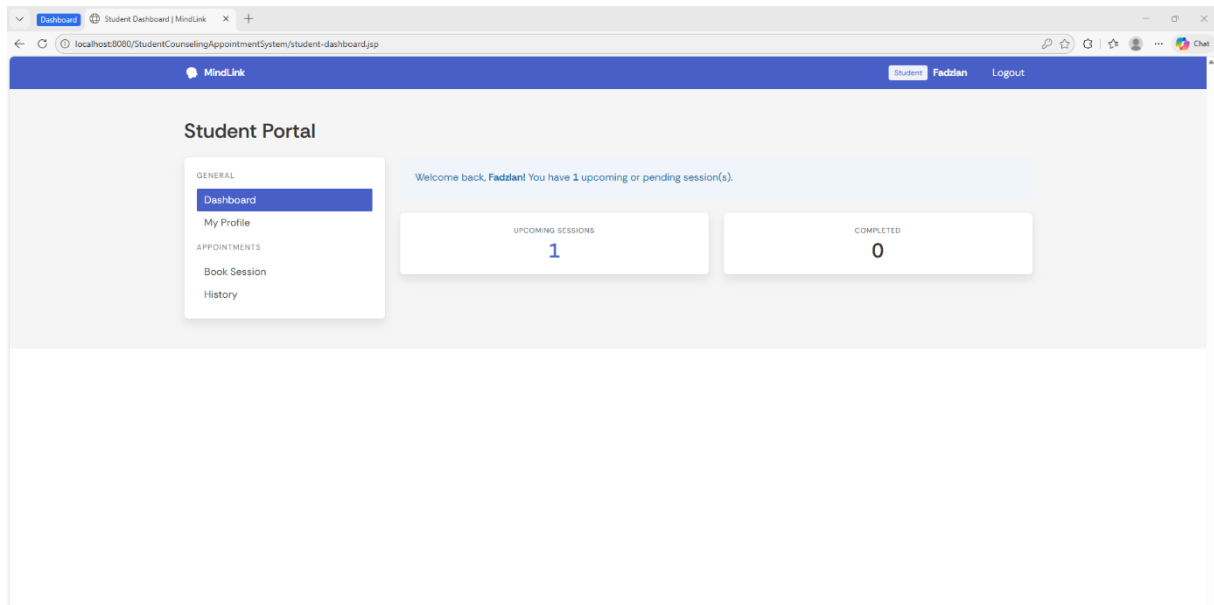 Dashboard Student Dashboard | MindLink
localhost:8080/StudentCounselingAppointmentSystem/student-dashboard.jsp Chat
MindLink Student Fadzlan Logout
Student Portal
GENERAL
Dashboard
My Profile
APPOINTMENTS
Book Session
History
Welcome back, Fadzlan! You have 1 upcoming or pending session(s).
UPCOMING SESSIONS
1
COMPLETED
0